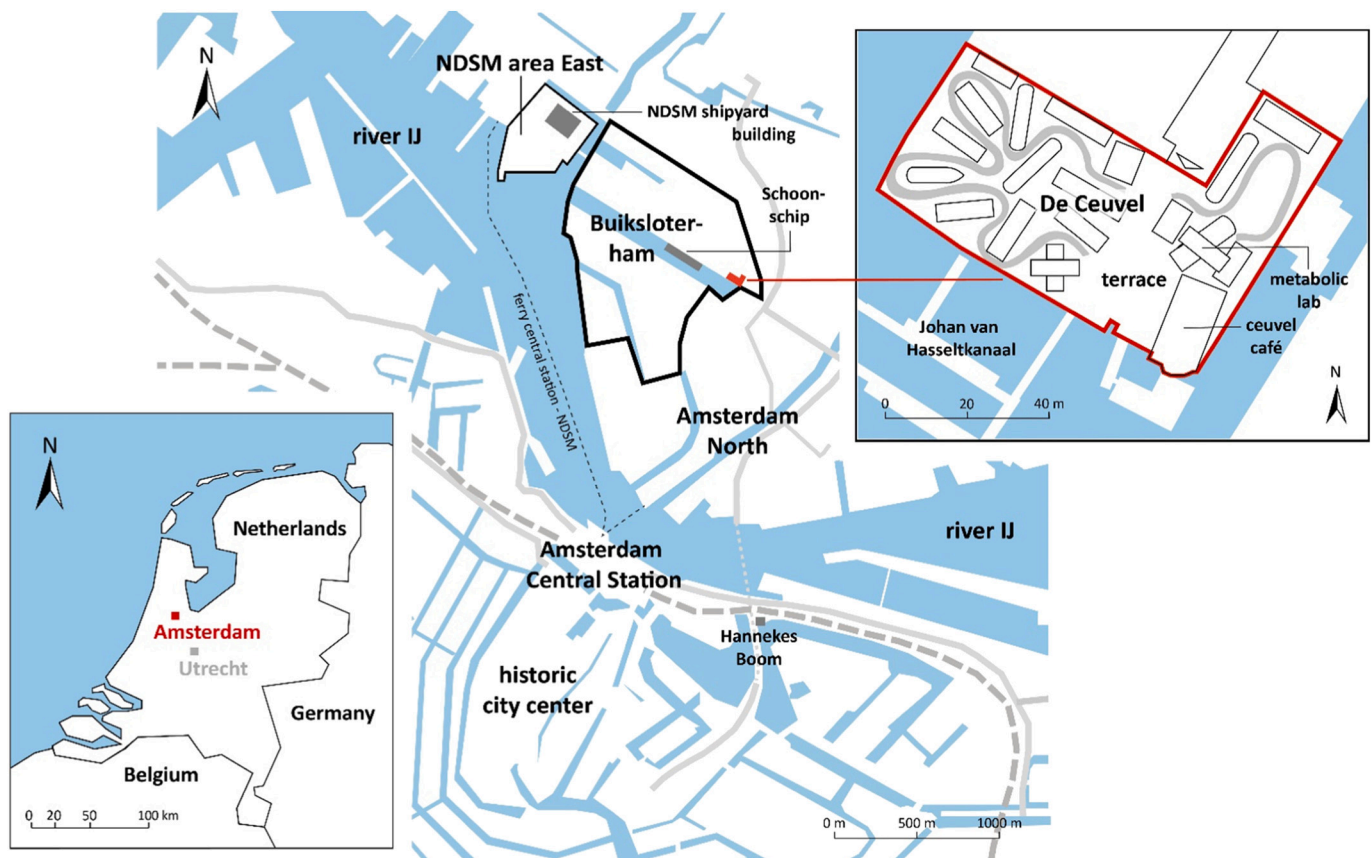 N
NDSM area East
NDSM shipyard
building
river IJ
Schoon-
schip
Buiksloter-
ham
ferry central station - NDSM
Amsterdam
North
river IJ
Amsterdam
Central Station
Hannekes
Boom
historic
city center
0 m 500 m 1000 m
De Ceuvel
terrace
metabolic
lab
ceuvel
café
Johan van
Hasseltkanaal
N
0 20 40 m
N
Netherlands
Amsterdam
Utrecht
Germany
Belgium
0 20 50 100 km